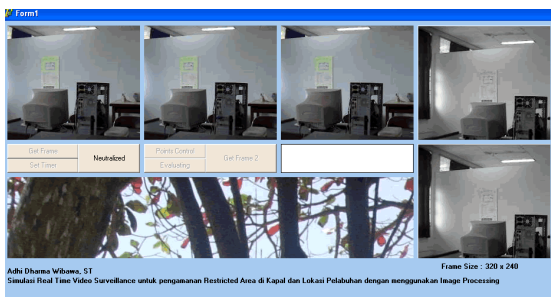 Form1
Get Frame
Get Timer
Neutralized
Points Control
Evaluating
Get Frame 2
Frame Size : 320 x 240
Adhi Dharma Wibawa, ST
Simulasi Real Time Video Surveillance untuk pengamanan Restricted Area di Kapal dan Lokasi Pelabuhan dengan menggunakan Image Processing